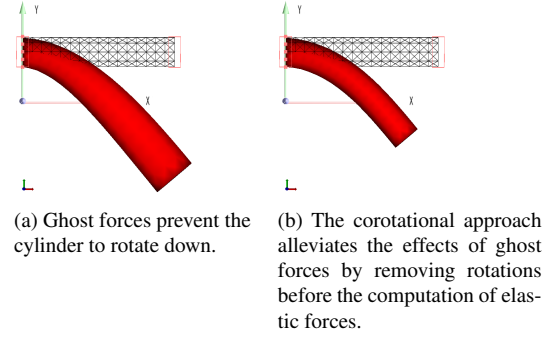 Y
X
Y
X
(a) Ghost forces prevent the
cylinder to rotate down.
(b) The corotational approach
alleviates the effects of ghost
forces by removing rotations
before the computation of elas-
tic forces.